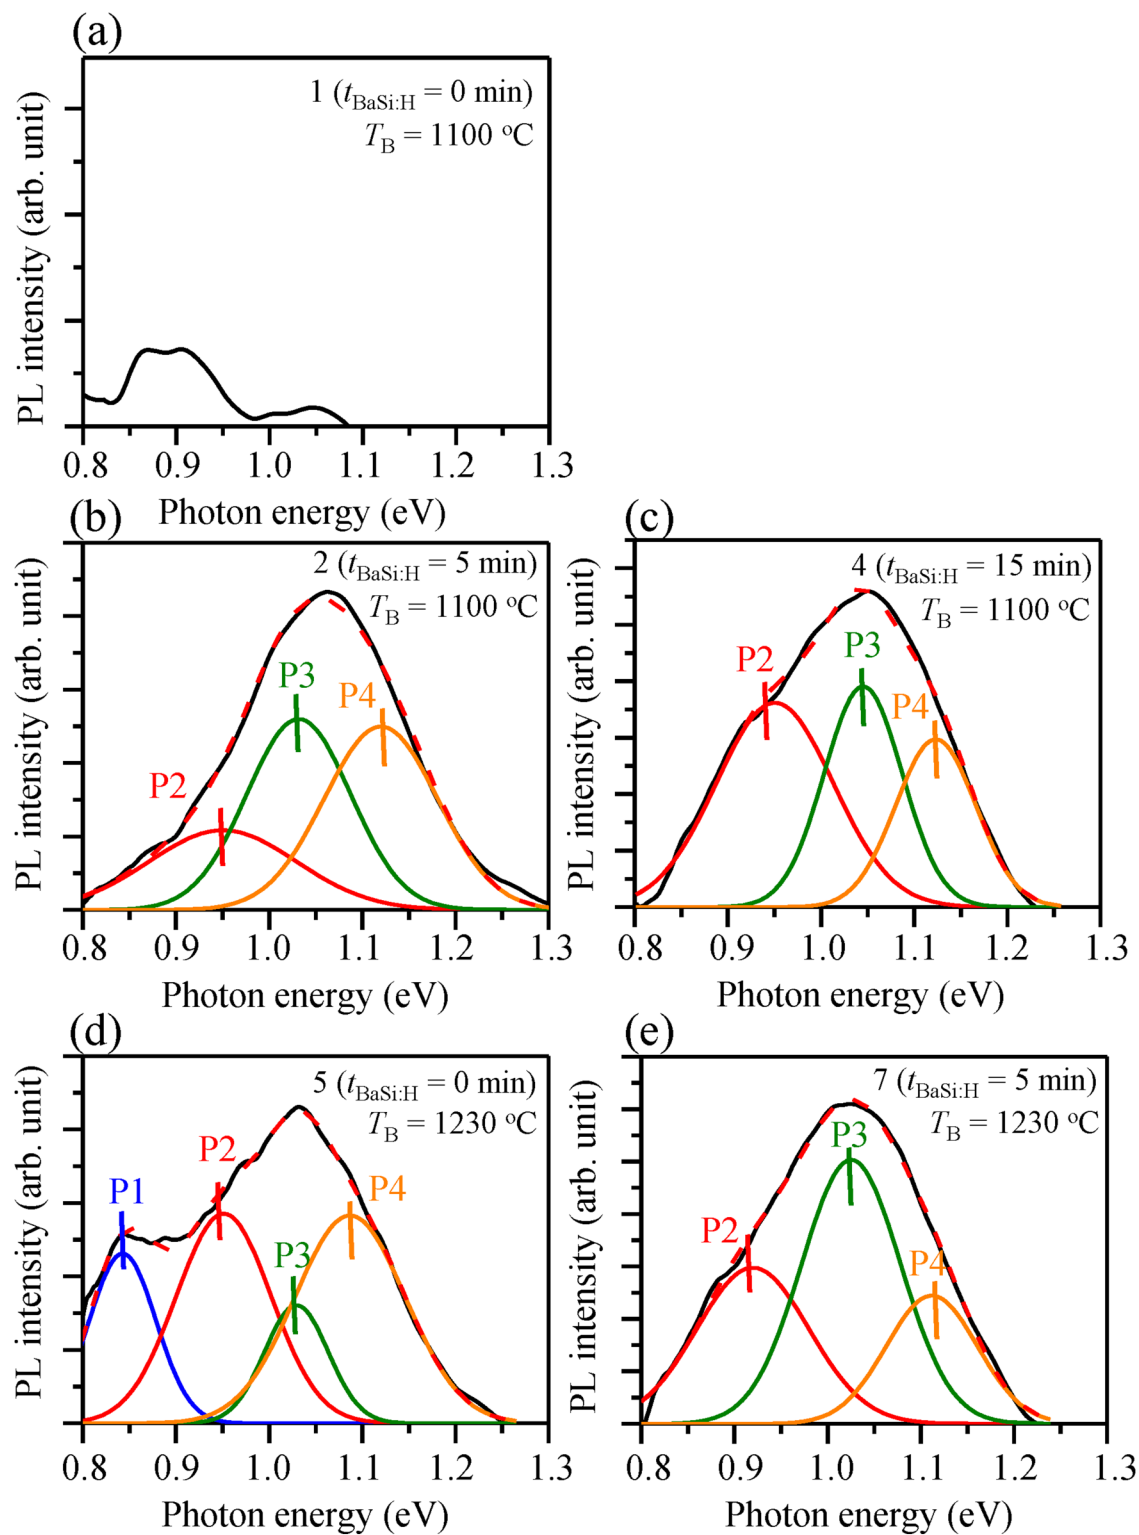 (a)
1 (tBaSi:H = 0 min)
TB = 1100 oC
PL intensity (arb. unit)
0.8 0.9 1.0 1.1 1.2 1.3
Photon energy (eV)
(b)
2 (tBaSi:H = 5 min)
TB = 1100 oC
P3
P4
P2
PL intensity (arb. unit)
0.8 0.9 1.0 1.1 1.2 1.3
Photon energy (eV)
(c)
4 (tBaSi:H = 15 min)
TB = 1100 oC
P3
P2
P4
PL intensity (arb. unit)
0.8 0.9 1.0 1.1 1.2 1.3
Photon energy (eV)
(d)
5 (tBaSi:H = 0 min)
TB = 1230 oC
P2
P1
P4
P3
PL intensity (arb. unit)
0.8 0.9 1.0 1.1 1.2 1.3
Photon energy (eV)
(e)
7 (tBaSi:H = 5 min)
TB = 1230 oC
P3
P2
P4
PL intensity (arb. unit)
0.8 0.9 1.0 1.1 1.2 1.3
Photon energy (eV)